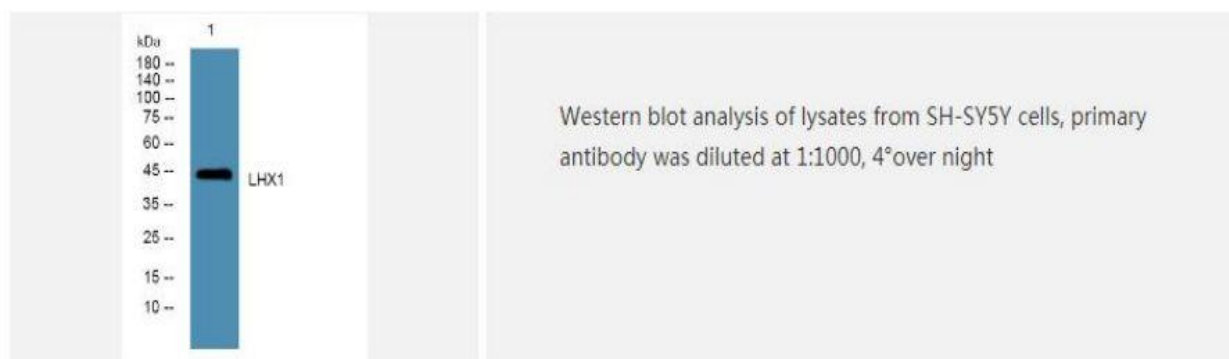 1
kDa
180 --
140 --
100 --
75 --
60 --
45 --
LHX1
35 --
25 --
15 --
10 --
Western blot analysis of lysates from SH-SY5Y cells, primary
antibody was diluted at 1:1000, 4°over night